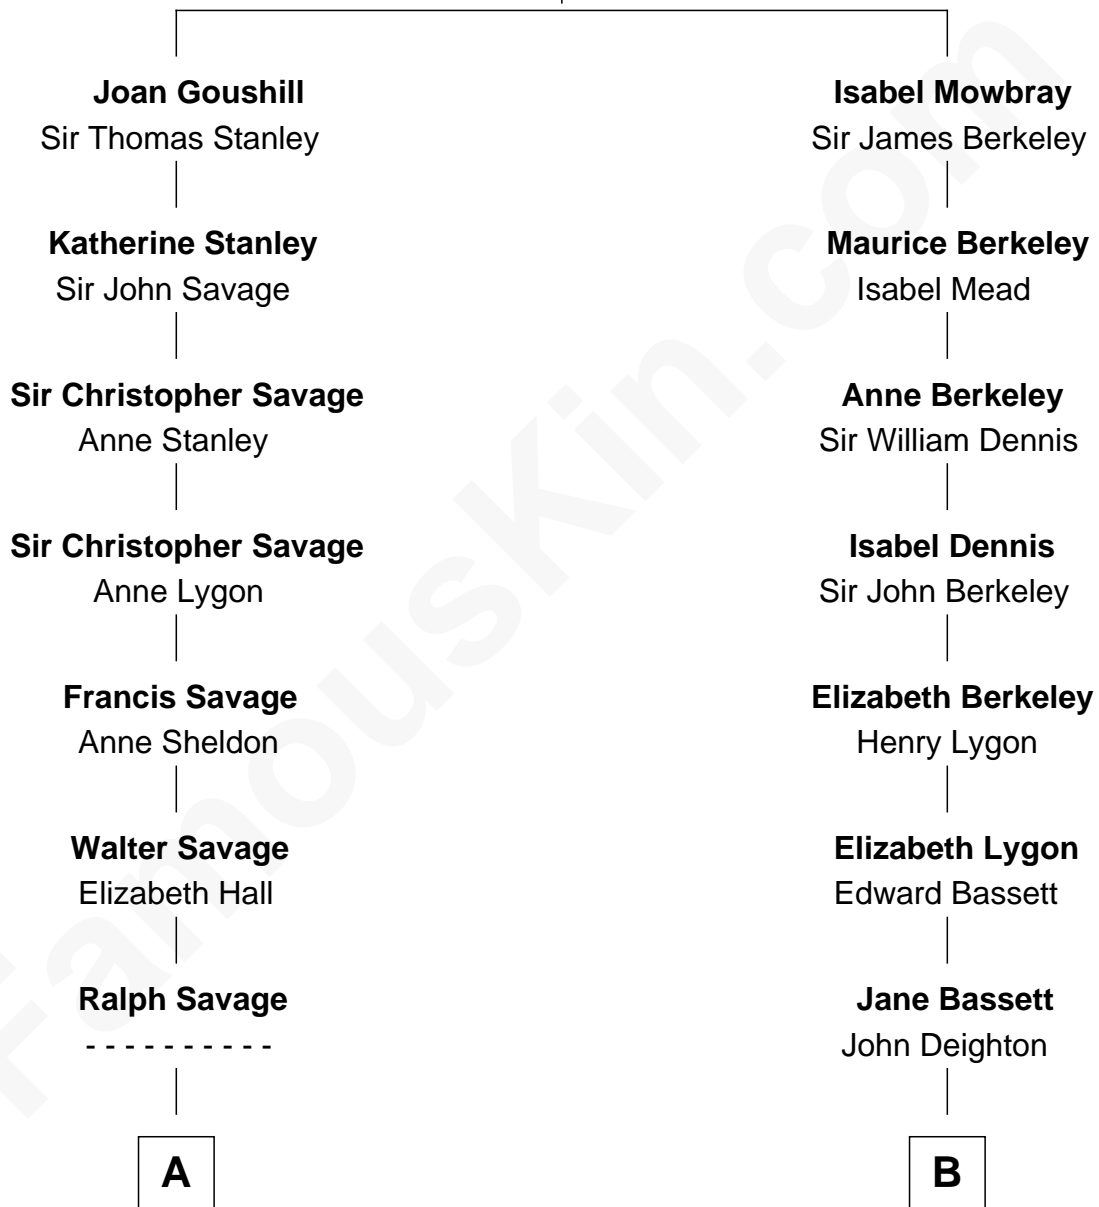 Joan Goushill
Sir Thomas Stanley
Katherine Stanley
Sir John Savage
Sir Christopher Savage
Anne Stanley
Sir Christopher Savage
Anne Lygon
Francis Savage
Anne Sheldon
Walter Savage
Elizabeth Hall
Ralph Savage
- - - - - - - - - -
A
Isabel Mowbray
Sir James Berkeley
Maurice Berkeley
Isabel Mead
Anne Berkeley
Sir William Dennis
Isabel Dennis
Sir John Berkeley
Elizabeth Berkeley
Henry Lygon
Elizabeth Lygon
Edward Bassett
Jane Bassett
John Deighton
B
FamousKin.com